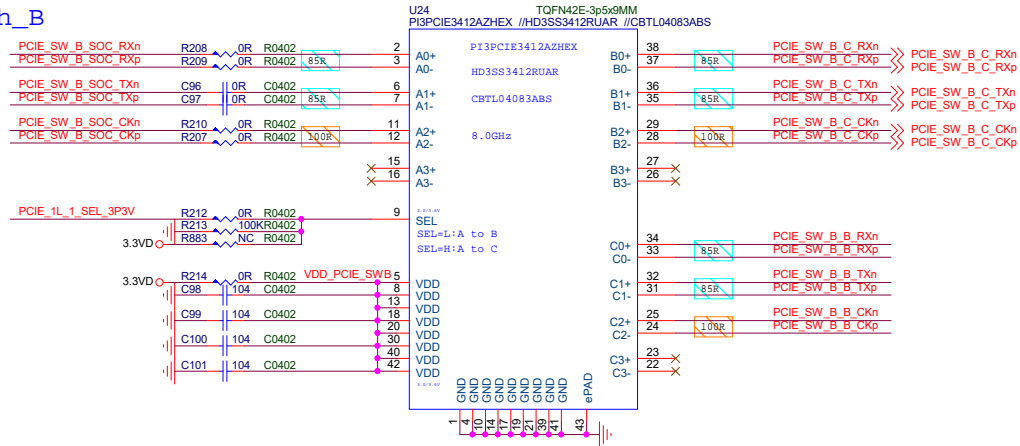 h_B
U24
TQFN42E-3p5x9MM
PI3PCIE3412AZHEX //HD3SS3412RUAR //CBTL04083ABS
PI3PCIE3412AZHEX
HD3SS3412RUAR
CBTL04083ABS
8.0GHz
PCIE_SW_B_SOC_RXn R208 0R R0402 2 A0+
PCIE_SW_B_SOC_RXp R209 0R R0402 85R 3 A0-
PCIE_SW_B_SOC_TXn C96 0R C0402 6 A1+
PCIE_SW_B_SOC_TXp C97 0R C0402 85R 7 A1-
PCIE_SW_B_SOC_CKn R210 0R R0402 11 A2+
PCIE_SW_B_SOC_CKp R207 0R R0402 100R 12 A2-
15 A3+
16 A3-
PCIE_1L_1_SEL_3P3V R212 0R R0402 9 SEL
R213 100K R0402
3.3VD R883 NC R0402
SEL=L:A to B
SEL=H:A to C
3.3VD R214 0R R0402 VDD_PCIE_SWB 5 VDD
C98 104 C0402 8 VDD
13 VDD
C99 104 C0402 18 VDD
20 VDD
C100 104 C0402 30 VDD
40 VDD
C101 104 C0402 42 VDD
B0+ 38 PCIE_SW_B_C_RXn PCIE_SW_B_C_RXn
B0- 37 85R PCIE_SW_B_C_RXp PCIE_SW_B_C_RXp
B1+ 36 PCIE_SW_B_C_TXn PCIE_SW_B_C_TXn
B1- 35 85R PCIE_SW_B_C_TXp PCIE_SW_B_C_TXp
B2+ 29 PCIE_SW_B_C_CKn PCIE_SW_B_C_CKn
B2- 28 100R PCIE_SW_B_C_CKp PCIE_SW_B_C_CKp
B3+ 27
B3- 26
C0+ 34 PCIE_SW_B_B_RXn
C0- 33 85R PCIE_SW_B_B_RXp
C1+ 32 PCIE_SW_B_B_TXn
C1- 31 85R PCIE_SW_B_B_TXp
C2+ 25 PCIE_SW_B_B_CKn
C2- 24 100R PCIE_SW_B_B_CKp
C3+ 23
C3- 22
GND GND GND GND GND GND GND GND GND ePAD
1 4 10 14 17 19 21 39 41 43